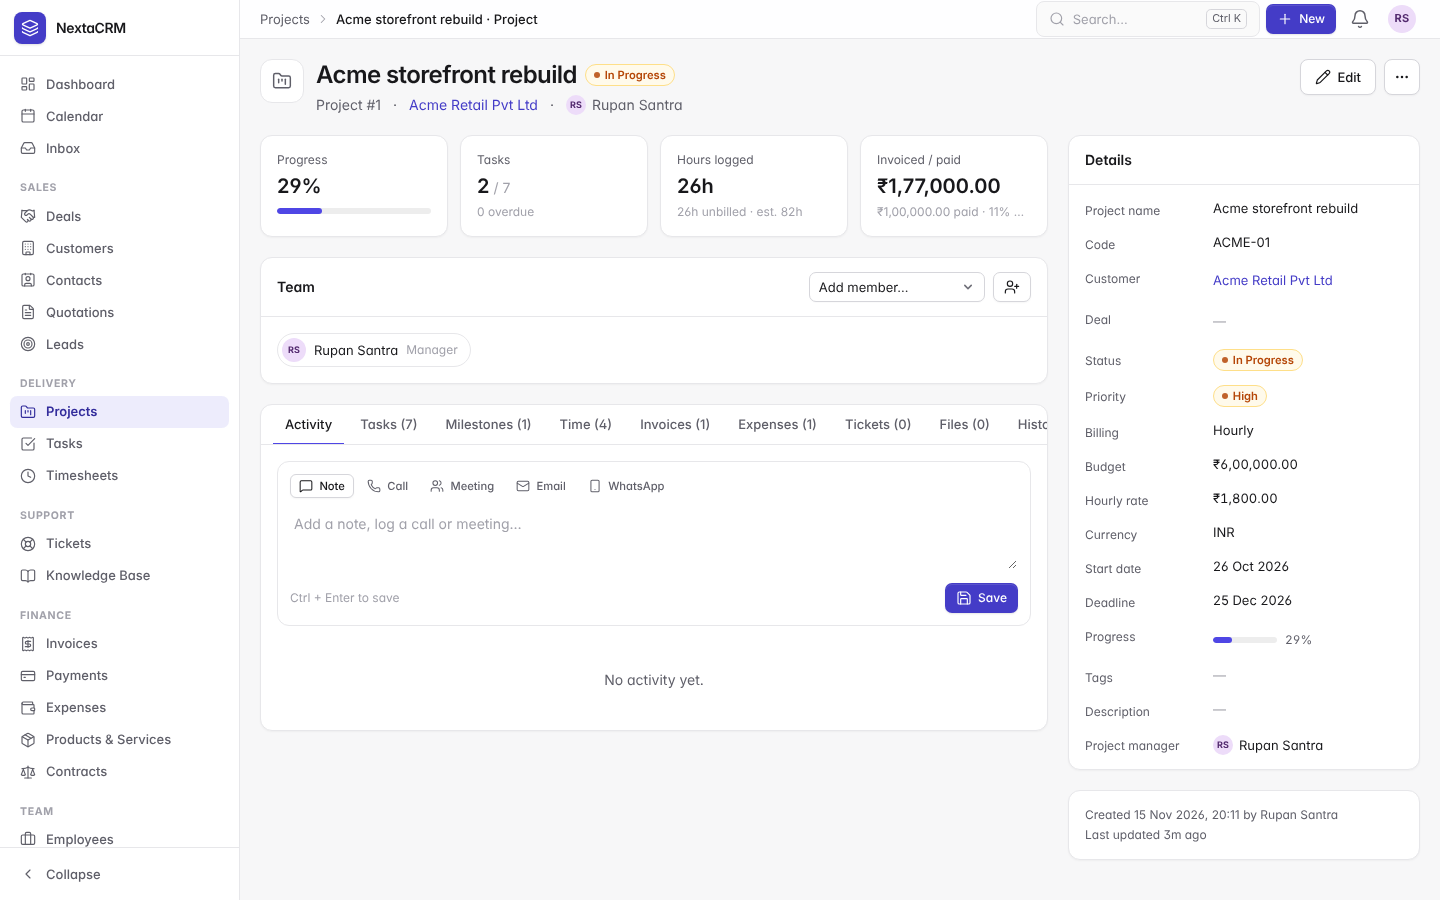 NextaCRM
Dashboard
Calendar
Inbox
SALES
Deals
Customers
Contacts
Quotations
Leads
DELIVERY
Projects
Tasks
Timesheets
SUPPORT
Tickets
Knowledge Base
FINANCE
Invoices
Payments
Expenses
Products & Services
Contracts
TEAM
Employees
Collapse
Projects > Acme storefront rebuild · Project
Search... Ctrl K
New
RS
Acme storefront rebuild In Progress
Project #1 · Acme Retail Pvt Ltd · RS Rupan Santra
Edit
Progress
29%
Tasks
2 / 7
0 overdue
Hours logged
26h
26h unbilled · est. 82h
Invoiced / paid
₹1,77,000.00
₹1,00,000.00 paid · 11% ...
Team
Add member...
RS Rupan Santra Manager
Activity Tasks (7) Milestones (1) Time (4) Invoices (1) Expenses (1) Tickets (0) Files (0) Histo
Note Call Meeting Email WhatsApp
Add a note, log a call or meeting...
Ctrl + Enter to save
Save
No activity yet.
Details
Project name Acme storefront rebuild
Code ACME-01
Customer Acme Retail Pvt Ltd
Deal —
Status In Progress
Priority High
Billing Hourly
Budget ₹6,00,000.00
Hourly rate ₹1,800.00
Currency INR
Start date 26 Oct 2026
Deadline 25 Dec 2026
Progress 29%
Tags —
Description —
Project manager RS Rupan Santra
Created 15 Nov 2026, 20:11 by Rupan Santra
Last updated 3m ago